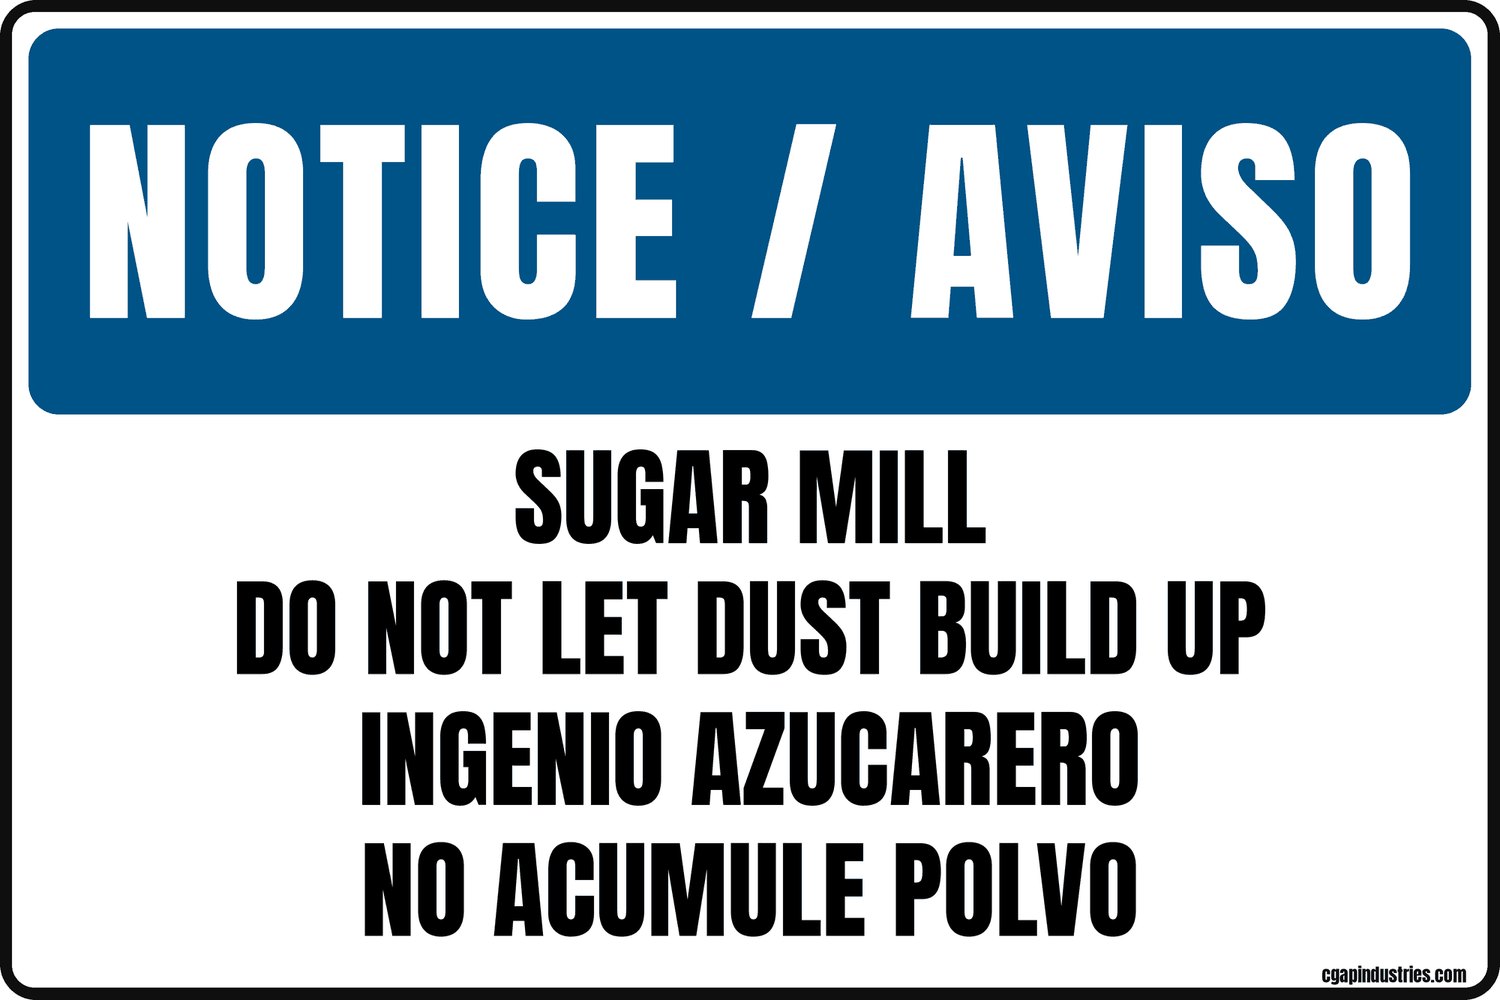 NOTICE / AVISO
SUGAR MILL
DO NOT LET DUST BUILD UP
INGENIO AZUCARERO
NO ACUMULE POLVO
cgapindustries.com